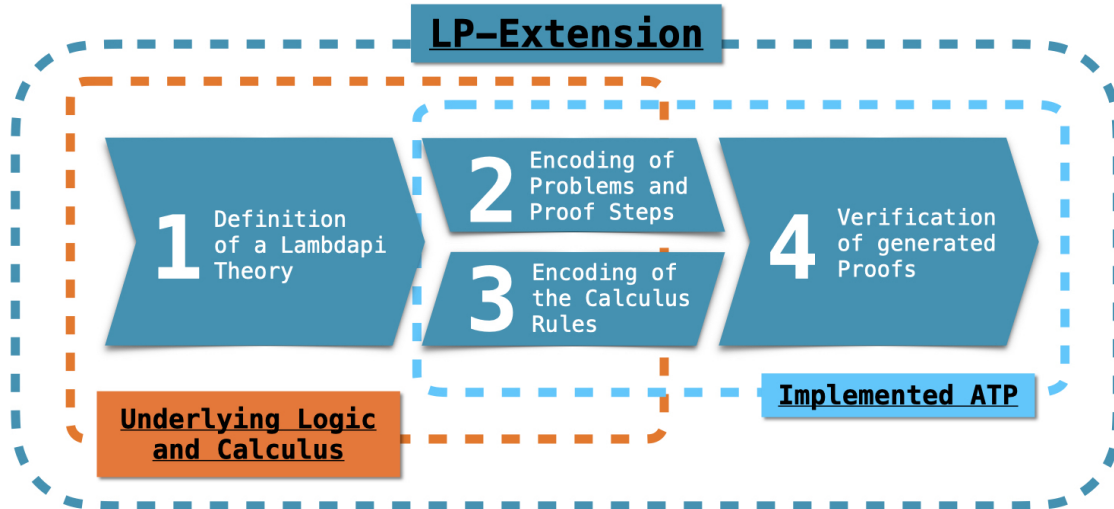 LP-Extension
1
Definition
of a Lambdapi
Theory
2
Encoding of
Problems and
Proof Steps
3
Encoding of
the Calculus
Rules
4
Verification
of generated
Proofs
Underlying Logic
and Calculus
Implemented ATP